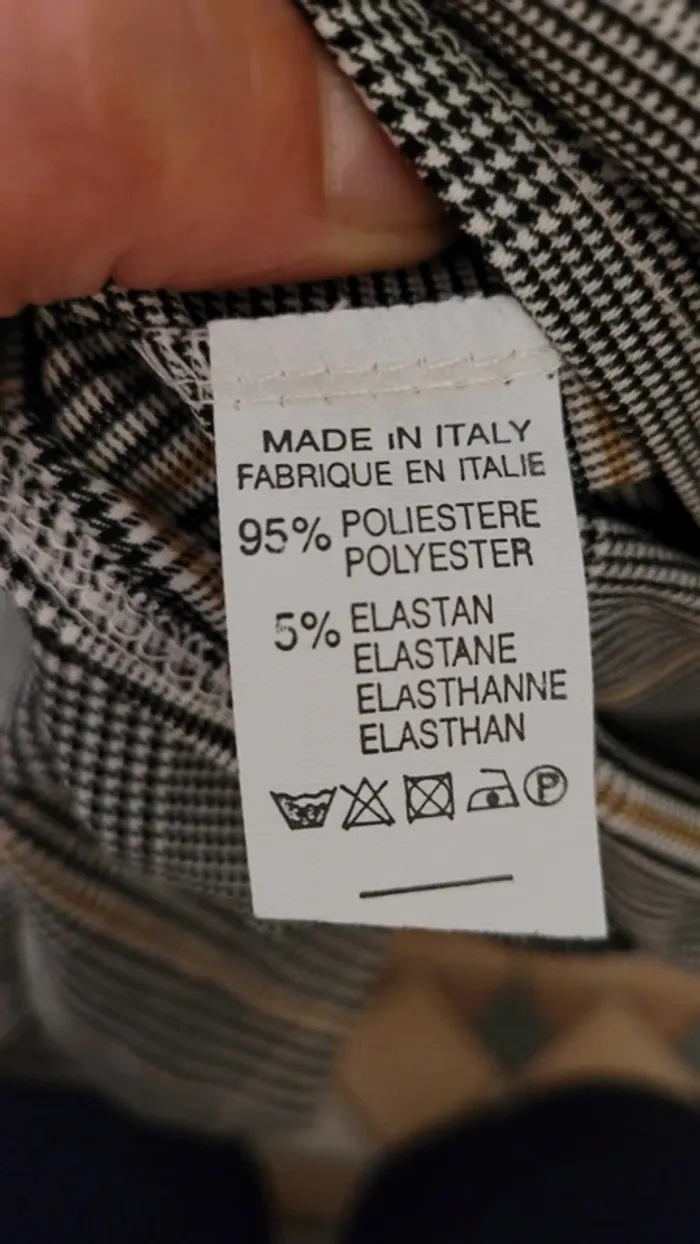 MADE IN ITALY
FABRIQUE EN ITALIE
95% POLIESTERE
POLYESTER
5% ELASTAN
ELASTANE
ELASTHANNE
ELASTHAN
P